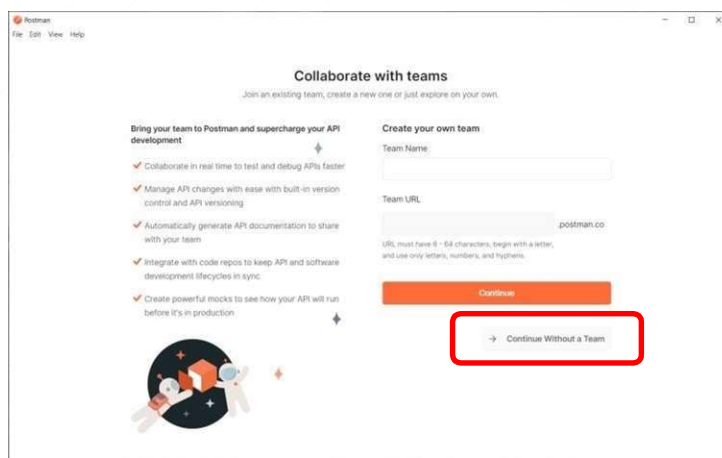 Postman
File Edit View Help
Collaborate with teams
Join an existing team, create a new one or just explore on your own.
Bring your team to Postman and supercharge your API
development
Collaborate in real time to test and debug APIs faster
Manage API changes with ease with built-in version
control and API versioning
Automatically generate API documentation to share
with your team
Integrate with code repos to keep API and software
development lifecycles in sync
Create powerful mocks to see how your API will run
before it's in production
Create your own team
Team Name
Team URL
.postman.co
URL must have 6 - 64 characters, begin with a letter,
and use only letters, numbers, and hyphens.
Continue
→ Continue Without a Team